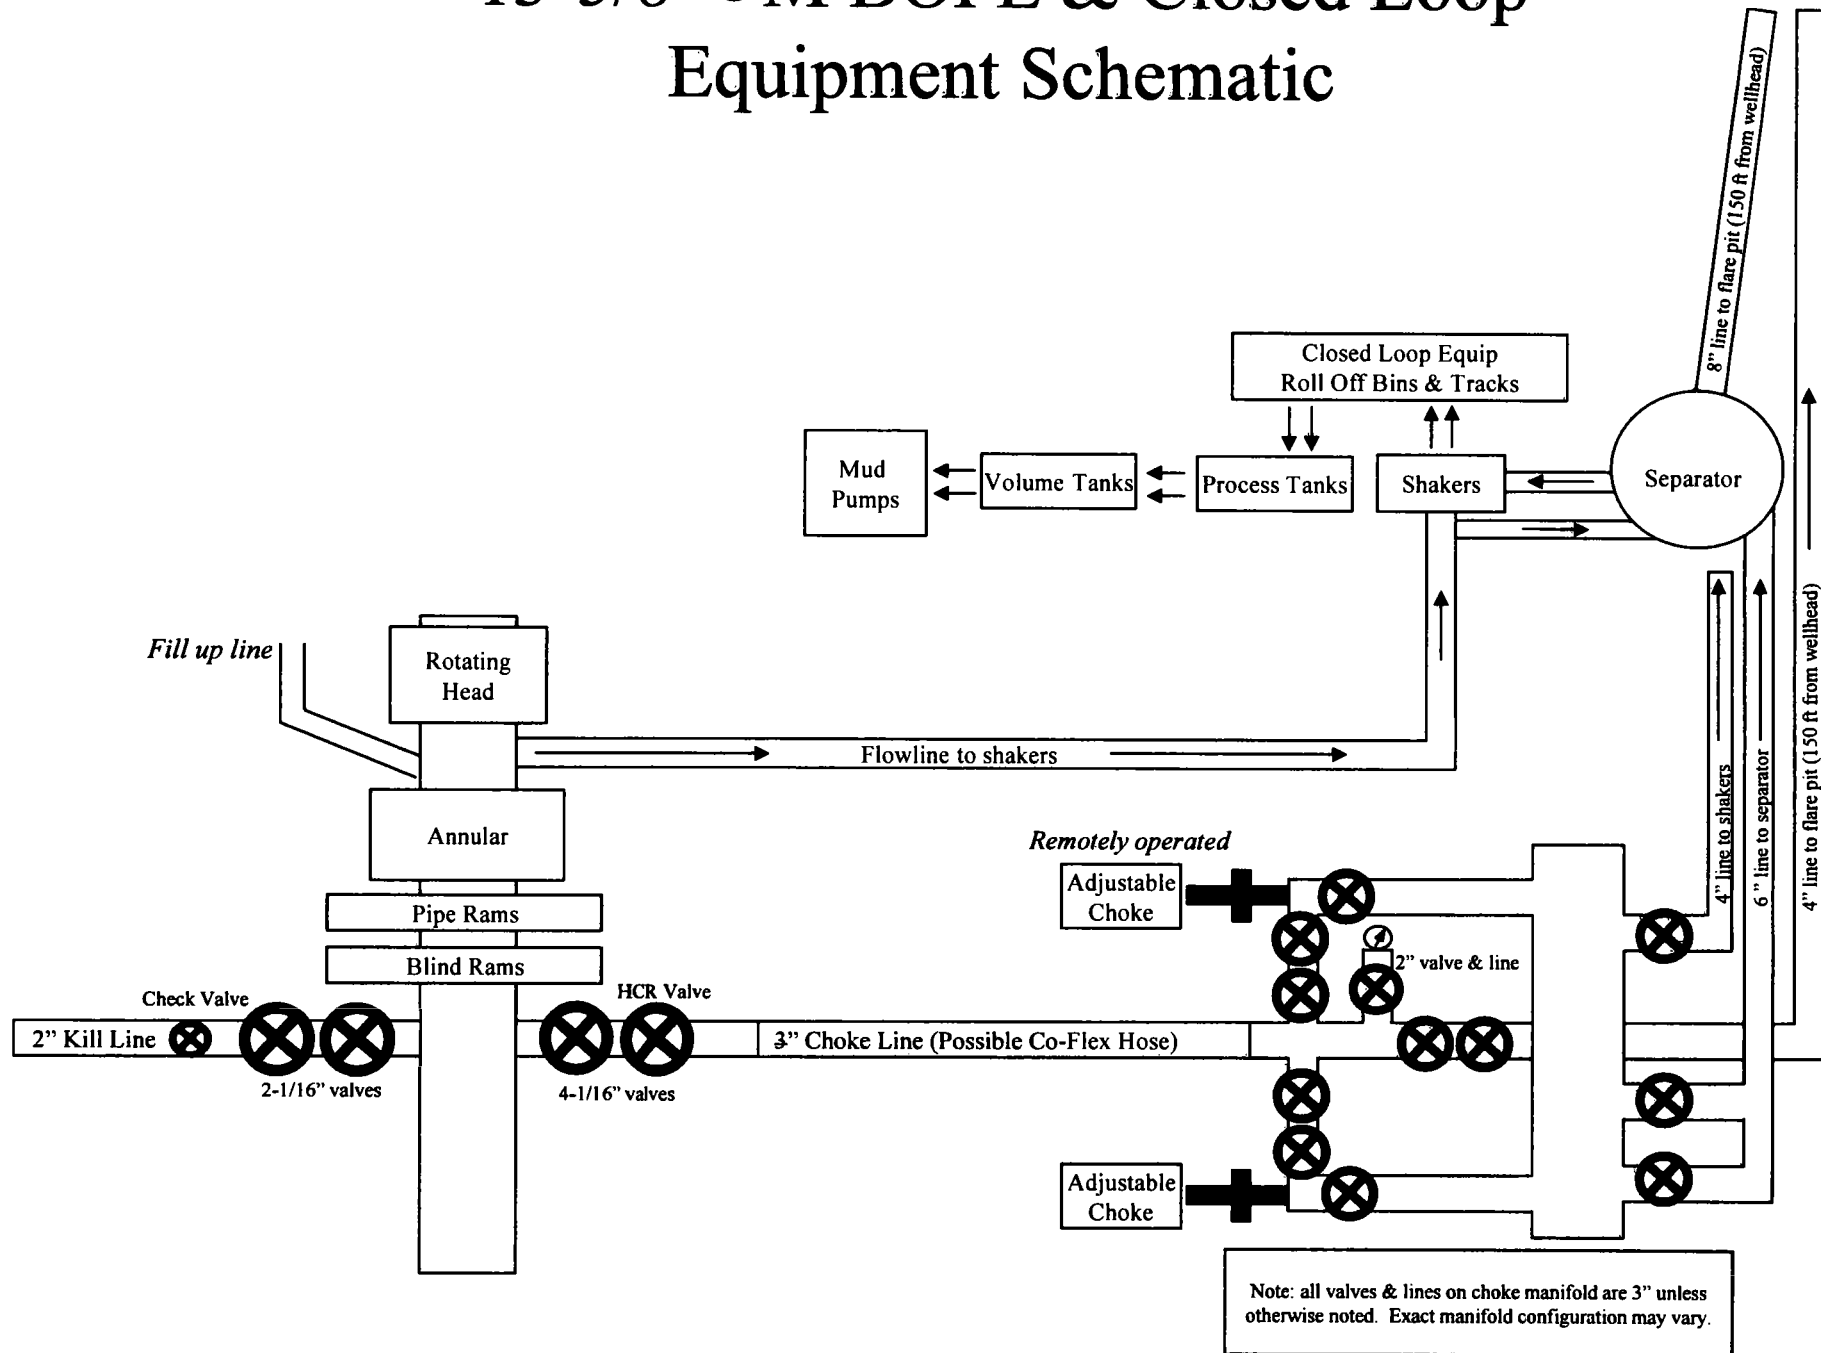 BOPE & Closed Loop
Equipment Schematic
8” line to flare pit (150 ft from wellhead)
Closed Loop Equip
Roll Off Bins & Tracks
Mud
Pumps
Volume Tanks
Process Tanks
Shakers
Separator
Fill up line
Rotating
Head
Flowline to shakers
Annular
Pipe Rams
Blind Rams
Check Valve
HCR Valve
2” Kill Line
3” Choke Line (Possible Co-Flex Hose)
2-1/16” valves
4-1/16” valves
Remotely operated
Adjustable
Choke
2” valve & line
Adjustable
Choke
4” line to shakers
6 ” line to separator
4” line to flare pit (150 ft from wellhead)
Note: all valves & lines on choke manifold are 3” unless
otherwise noted. Exact manifold configuration may vary.